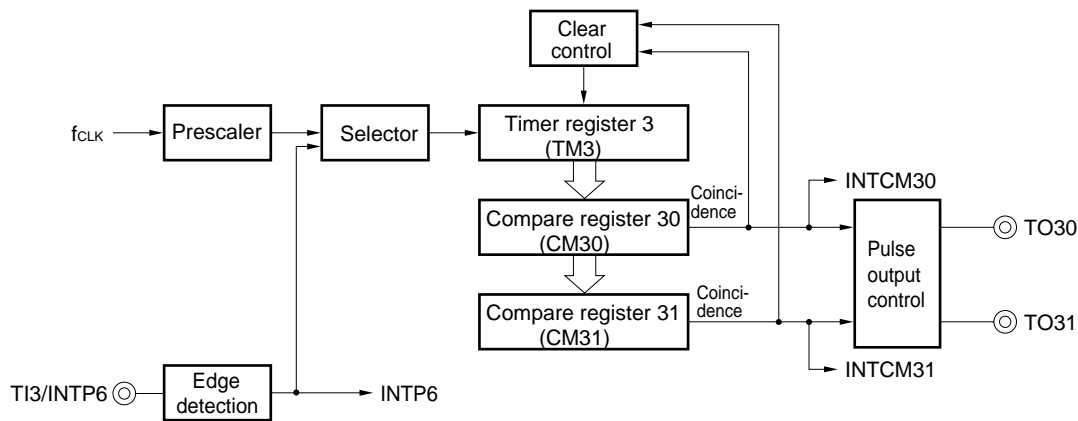 Clear
control
fCLK
Prescaler
Selector
Timer register 3
(TM3)
Coinci-
dence
INTCM30
Compare register 30
(CM30)
TO30
Pulse
output
control
Coinci-
dence
Compare register 31
(CM31)
TO31
INTCM31
TI3/INTP6
Edge
detection
INTP6